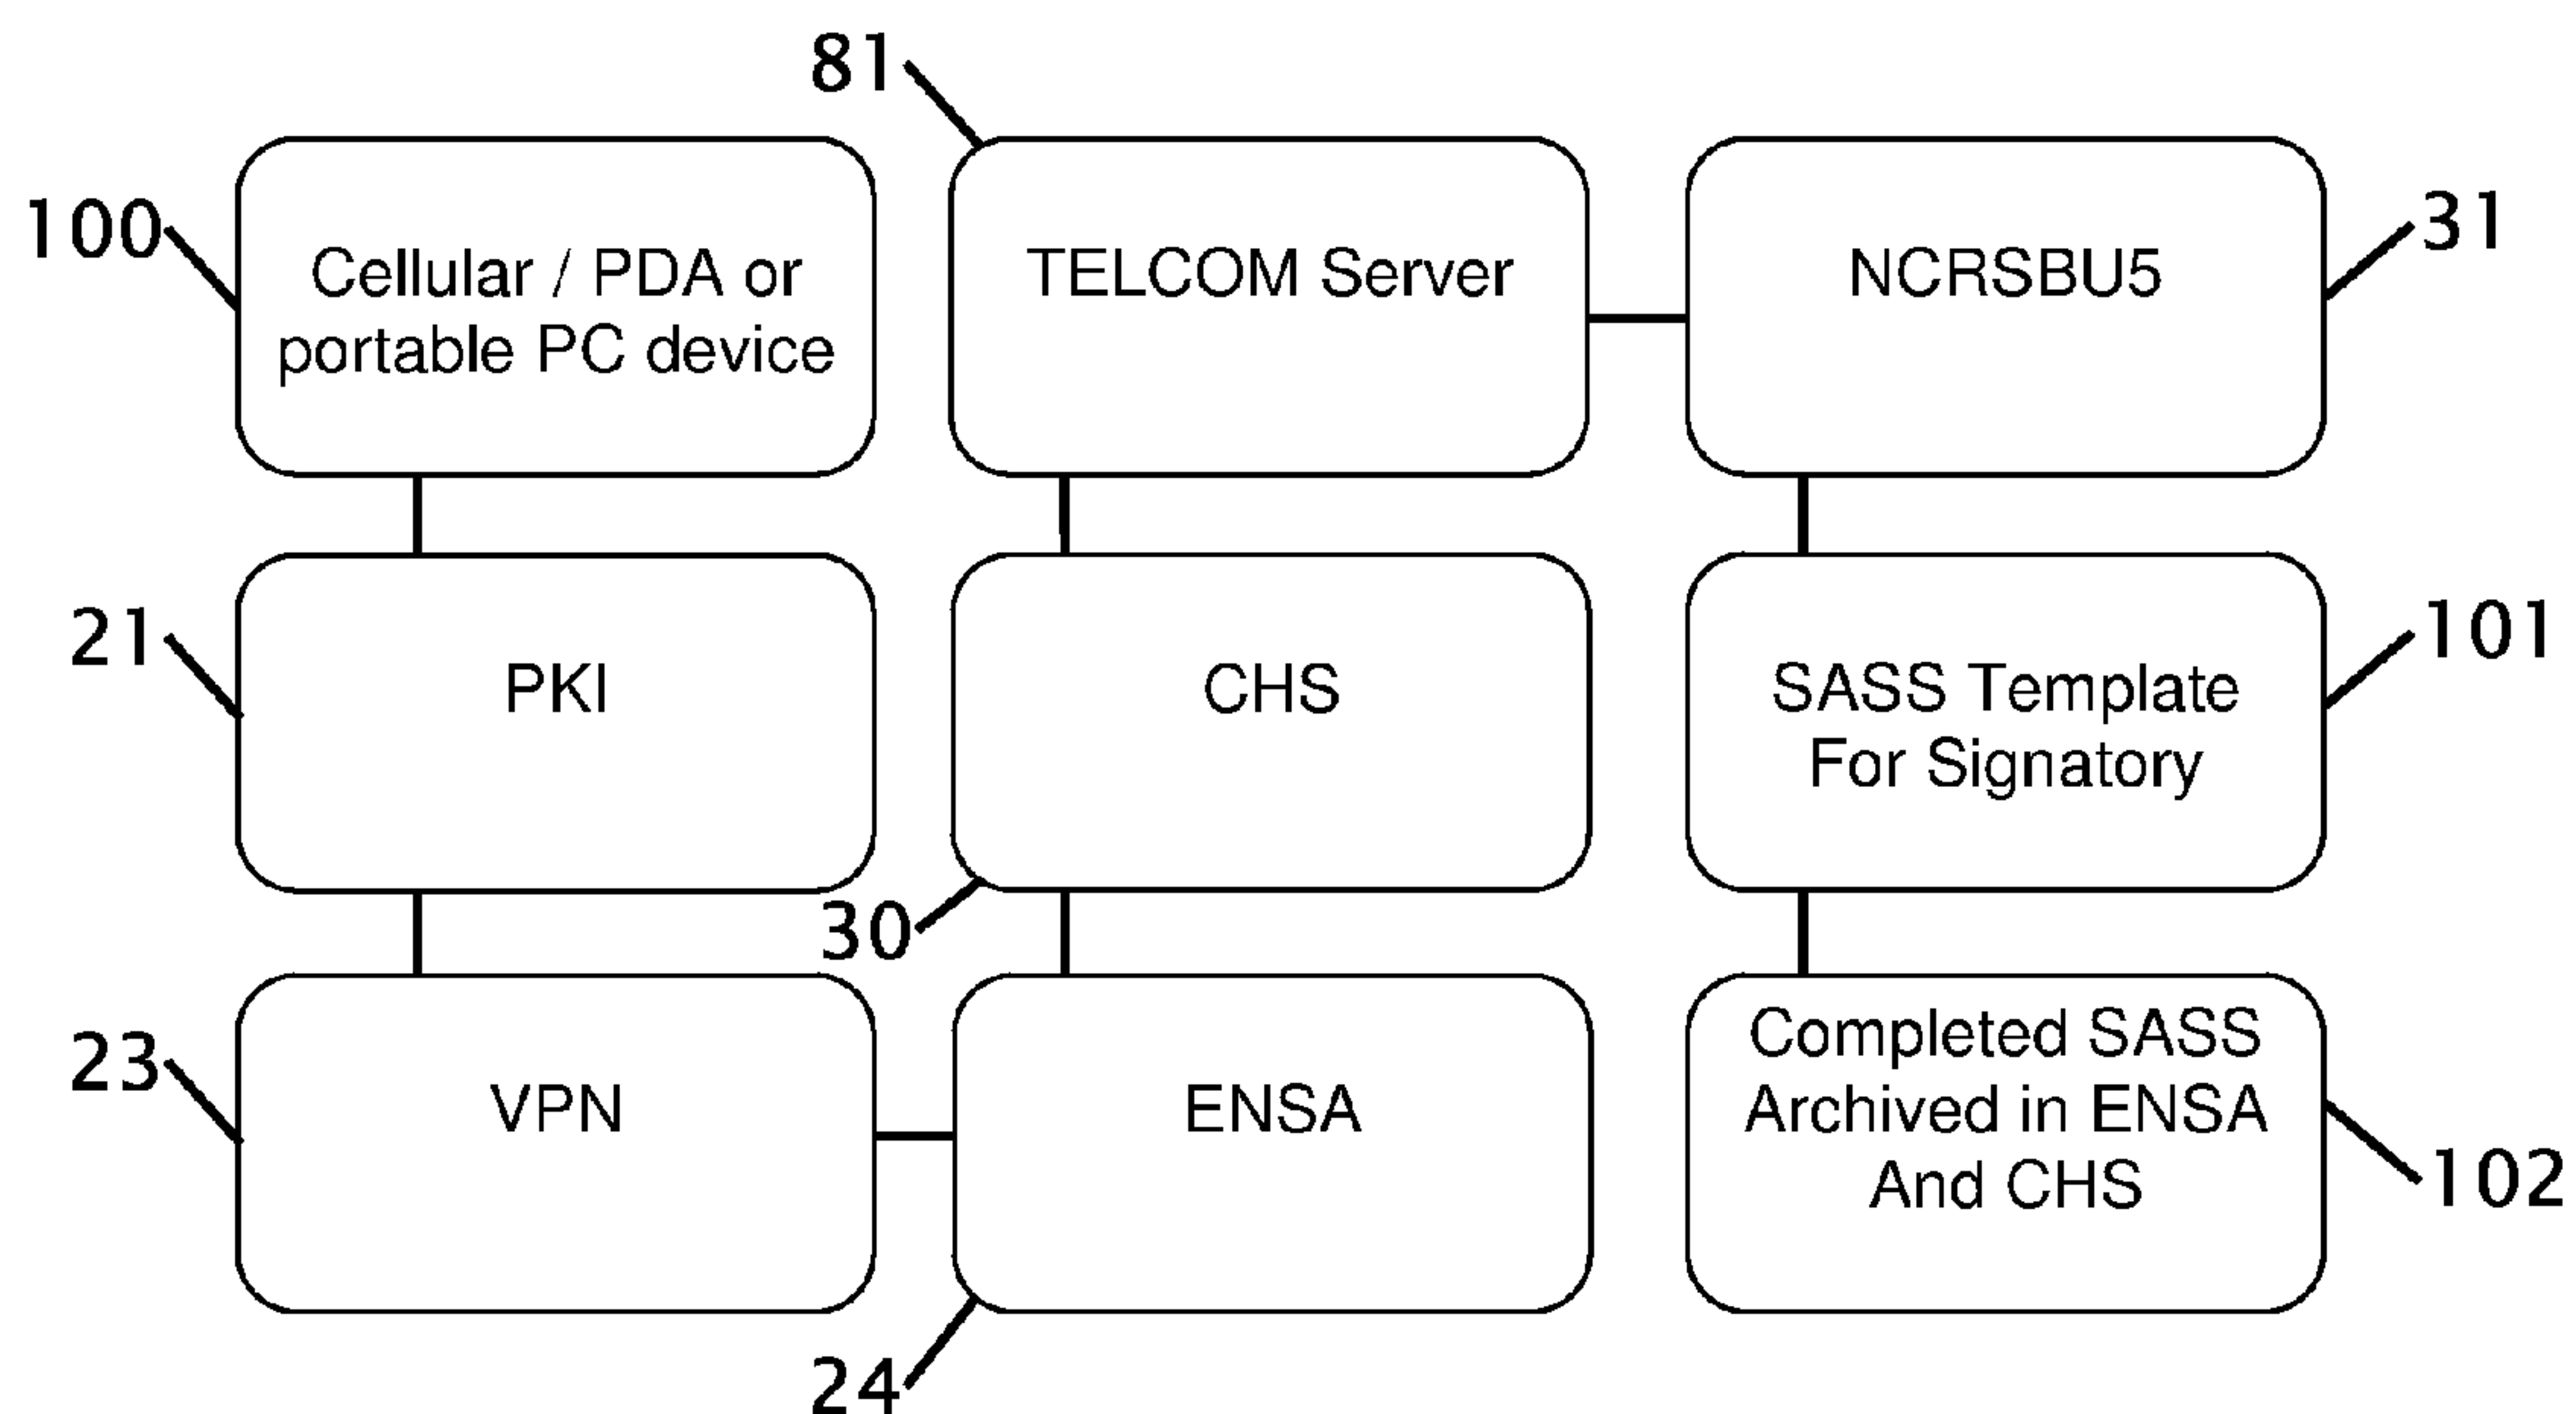 81
100
Cellular / PDA or
portable PC device
TELCOM Server
NCRSBU5
31
21
PKI
CHS
SASS Template
For Signatory
101
30
23
VPN
ENSA
Completed SASS
Archived in ENSA
And CHS
102
24